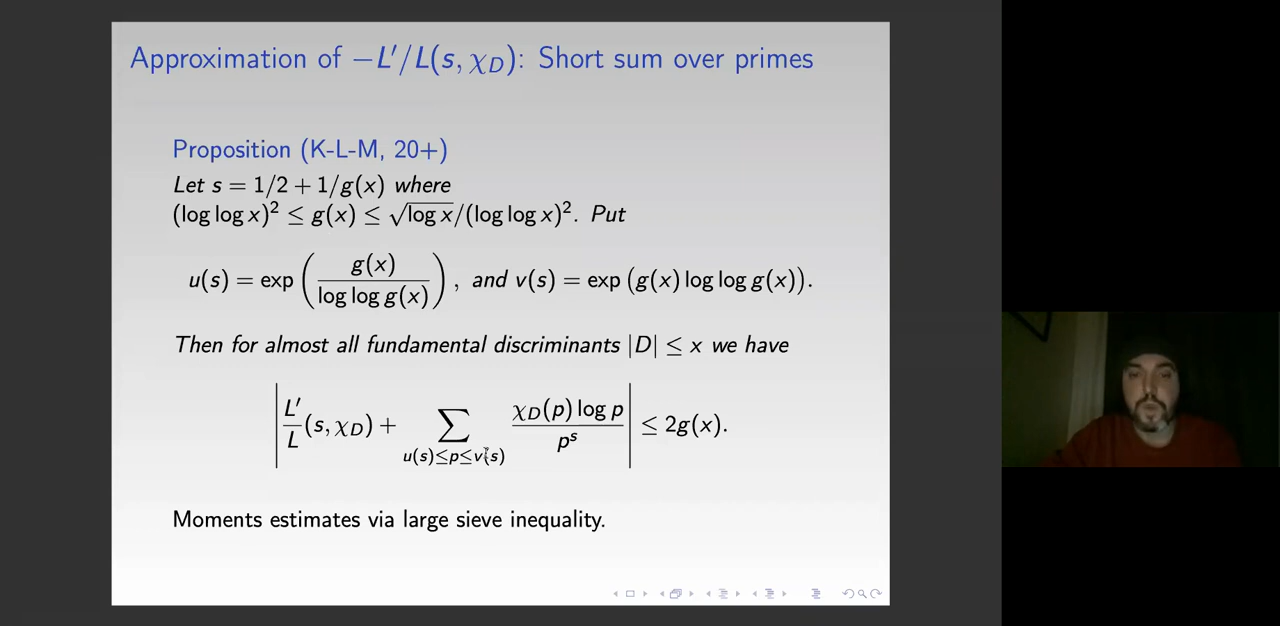 Approximation of −L′/L(s, χ_D): Short sum over primes
Proposition (K-L-M, 20+)
Let s = 1/2 + 1/g(x) where
(log log x)² ≤ g(x) ≤ √log x/(log log x)². Put
u(s) = exp ( g(x) / log log g(x) ) , and v(s) = exp (g(x) log log g(x)).
Then for almost all fundamental discriminants |D| ≤ x we have
| L′/L (s, χ_D) + ∑_{u(s)≤p≤v(s)} χ_D(p) log p / p^s | ≤ 2g(x).
Moments estimates via large sieve inequality.